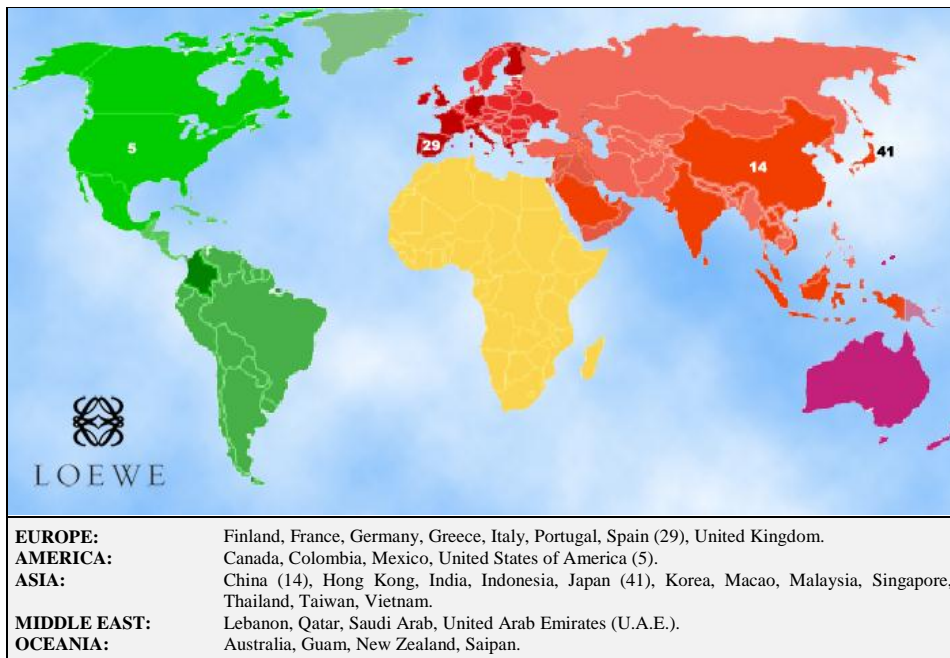 5
29
14
41
LOEWE
EUROPE: Finland, France, Germany, Greece, Italy, Portugal, Spain (29), United Kingdom.
AMERICA: Canada, Colombia, Mexico, United States of America (5).
ASIA: China (14), Hong Kong, India, Indonesia, Japan (41), Korea, Macao, Malaysia, Singapore,
Thailand, Taiwan, Vietnam.
MIDDLE EAST: Lebanon, Qatar, Saudi Arab, United Arab Emirates (U.A.E.).
OCEANIA: Australia, Guam, New Zealand, Saipan.